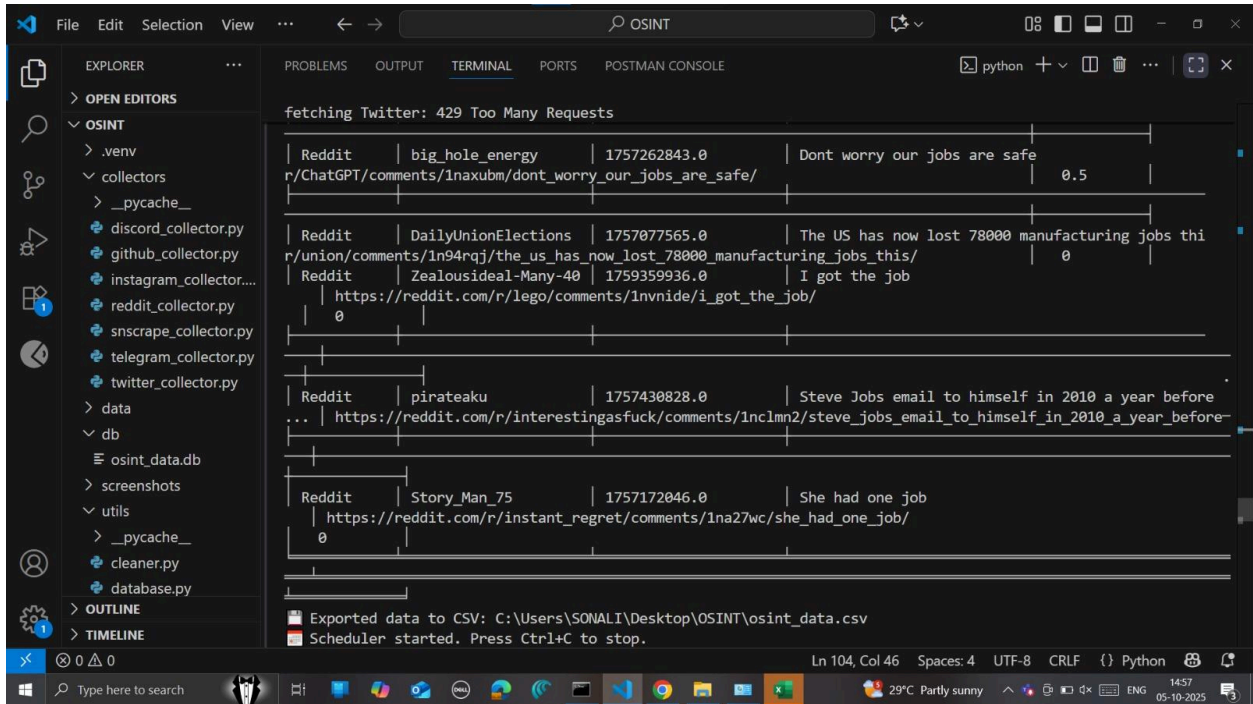 File Edit Selection View ··· OSINT
EXPLORER ···
OPEN EDITORS
OSINT
.venv
collectors
__pycache__
discord_collector.py
github_collector.py
instagram_collector....
reddit_collector.py
snscrape_collector.py
telegram_collector.py
twitter_collector.py
data
db
osint_data.db
screenshots
utils
__pycache__
cleaner.py
database.py
OUTLINE
TIMELINE
1
1
PROBLEMS OUTPUT TERMINAL PORTS POSTMAN CONSOLE python
fetching Twitter: 429 Too Many Requests
Reddit | big_hole_energy | 1757262843.0 | Dont worry our jobs are safe
r/ChatGPT/comments/1naxubm/dont_worry_our_jobs_are_safe/ | 0.5 |
Reddit | DailyUnionElections | 1757077565.0 | The US has now lost 78000 manufacturing jobs thi
r/union/comments/1n94rqj/the_us_has_now_lost_78000_manufacturing_jobs_this/ | 0 |
Reddit | Zealousideal-Many-40 | 1759359936.0 | I got the job
| https://reddit.com/r/lego/comments/1nvnide/i_got_the_job/
| 0 |
.
Reddit | pirateaku | 1757430828.0 | Steve Jobs email to himself in 2010 a year before
... | https://reddit.com/r/interestingasfuck/comments/1nclmn2/steve_jobs_email_to_himself_in_2010_a_year_before
Reddit | Story_Man_75 | 1757172046.0 | She had one job
| https://reddit.com/r/instant_regret/comments/1na27wc/she_had_one_job/
| 0 |
Exported data to CSV: C:\Users\SONALI\Desktop\OSINT\osint_data.csv
Scheduler started. Press Ctrl+C to stop.
0 0 Ln 104, Col 46 Spaces: 4 UTF-8 CRLF {} Python
Type here to search DELL 29°C Partly sunny ENG 14:57
05-10-2025 3